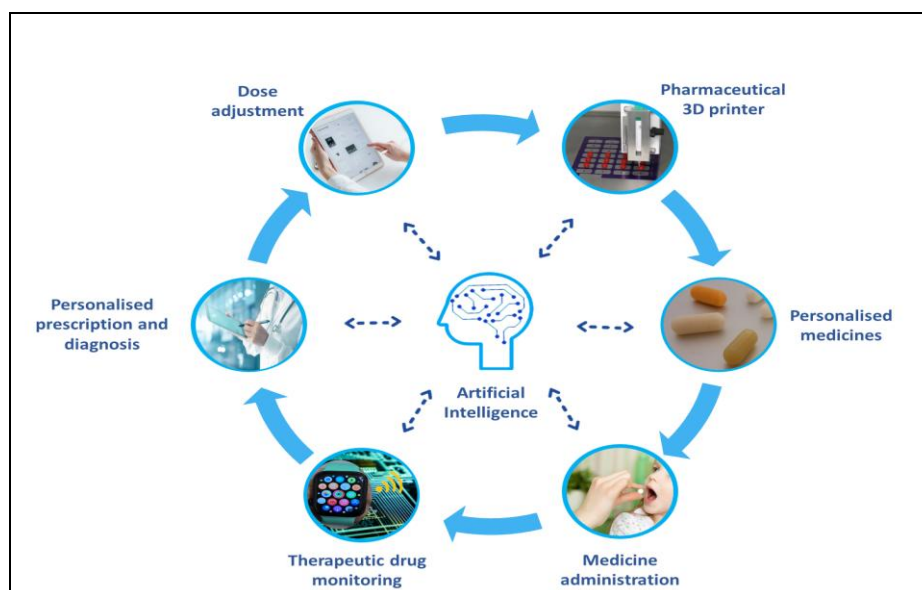 Dose
adjustment
Pharmaceutical
3D printer
Personalised
prescription and
diagnosis
Personalised
medicines
Artificial
Intelligence
Therapeutic drug
monitoring
Medicine
administration